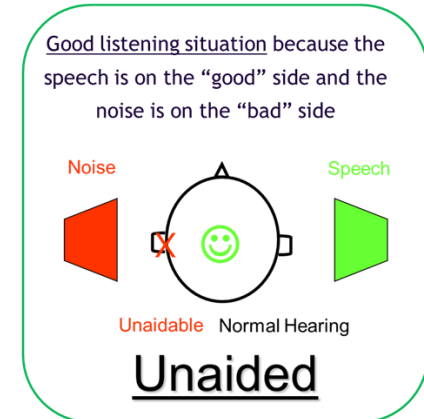 Good listening situation because the
speech is on the “good” side and the
noise is on the “bad” side
Noise
Speech
X
Unaidable
Normal Hearing
Unaided